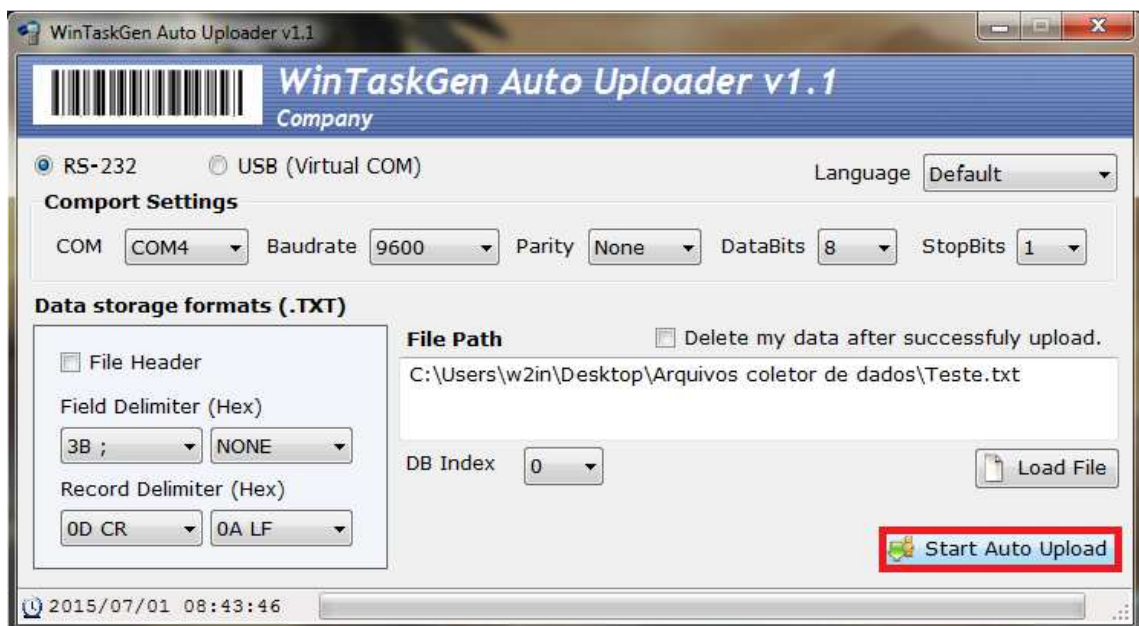 WinTaskGen Auto Uploader v1.1
WinTaskGen Auto Uploader v1.1
Company
RS-232 USB (Virtual COM) Language Default
Comport Settings
COM COM4 Baudrate 9600 Parity None DataBits 8 StopBits 1
Data storage formats (.TXT)
File Header
Field Delimiter (Hex)
3B ; NONE
Record Delimiter (Hex)
0D CR 0A LF
File Path Delete my data after successfuly upload.
C:\Users\w2in\Desktop\Arquivos coletor de dados\Teste.txt
DB Index 0 Load File
Start Auto Upload
2015/07/01 08:43:46